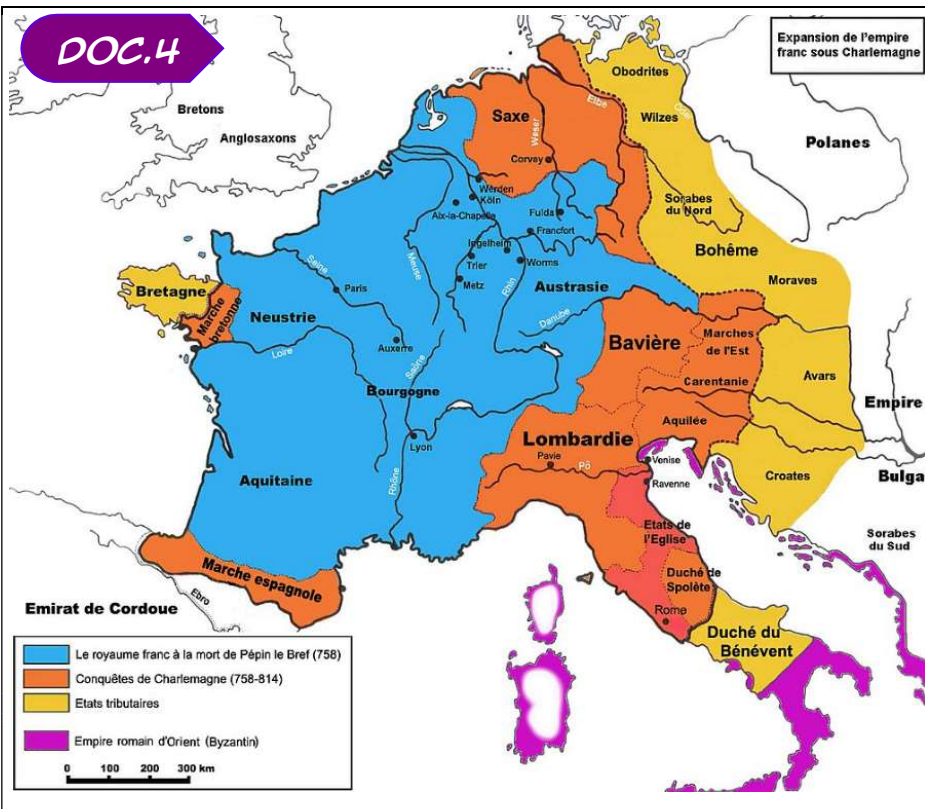 DOC.4
Expansion de l'empire
franc sous Charlemagne
Bretons
Anglosaxons
Obodrites
Wilzes
Elbe
Oder
Polanes
Saxe
Weser
Corvey
Werden
Köln
Aix-la-Chapelle
Fulda
Francfort
Sorabes
du Nord
Ingelheim
Trier
Worms
Metz
Meuse
Rhin
Bohême
Moraves
Bretagne
Marche
bretonne
Seine
Paris
Neustrie
Austrasie
Danube
Loire
Auxerre
Saône
Bourgogne
Bavière
Marches
de l'Est
Carentanie
Avars
Empire
Bulga
Lyon
Lombardie
Pavie
Pô
Aquilée
Venise
Ravenne
Croates
Aquitaine
Rhône
Etats de
l'Eglise
Sorabes
du Sud
Marche espagnole
Ebro
Emirat de Cordoue
Duché de
Spolète
Rome
Duché du
Bénévent
Le royaume franc à la mort de Pépin le Bref (758)
Conquêtes de Charlemagne (758-814)
Etats tributaires
Empire romain d'Orient (Byzantin)
0 100 200 300 km